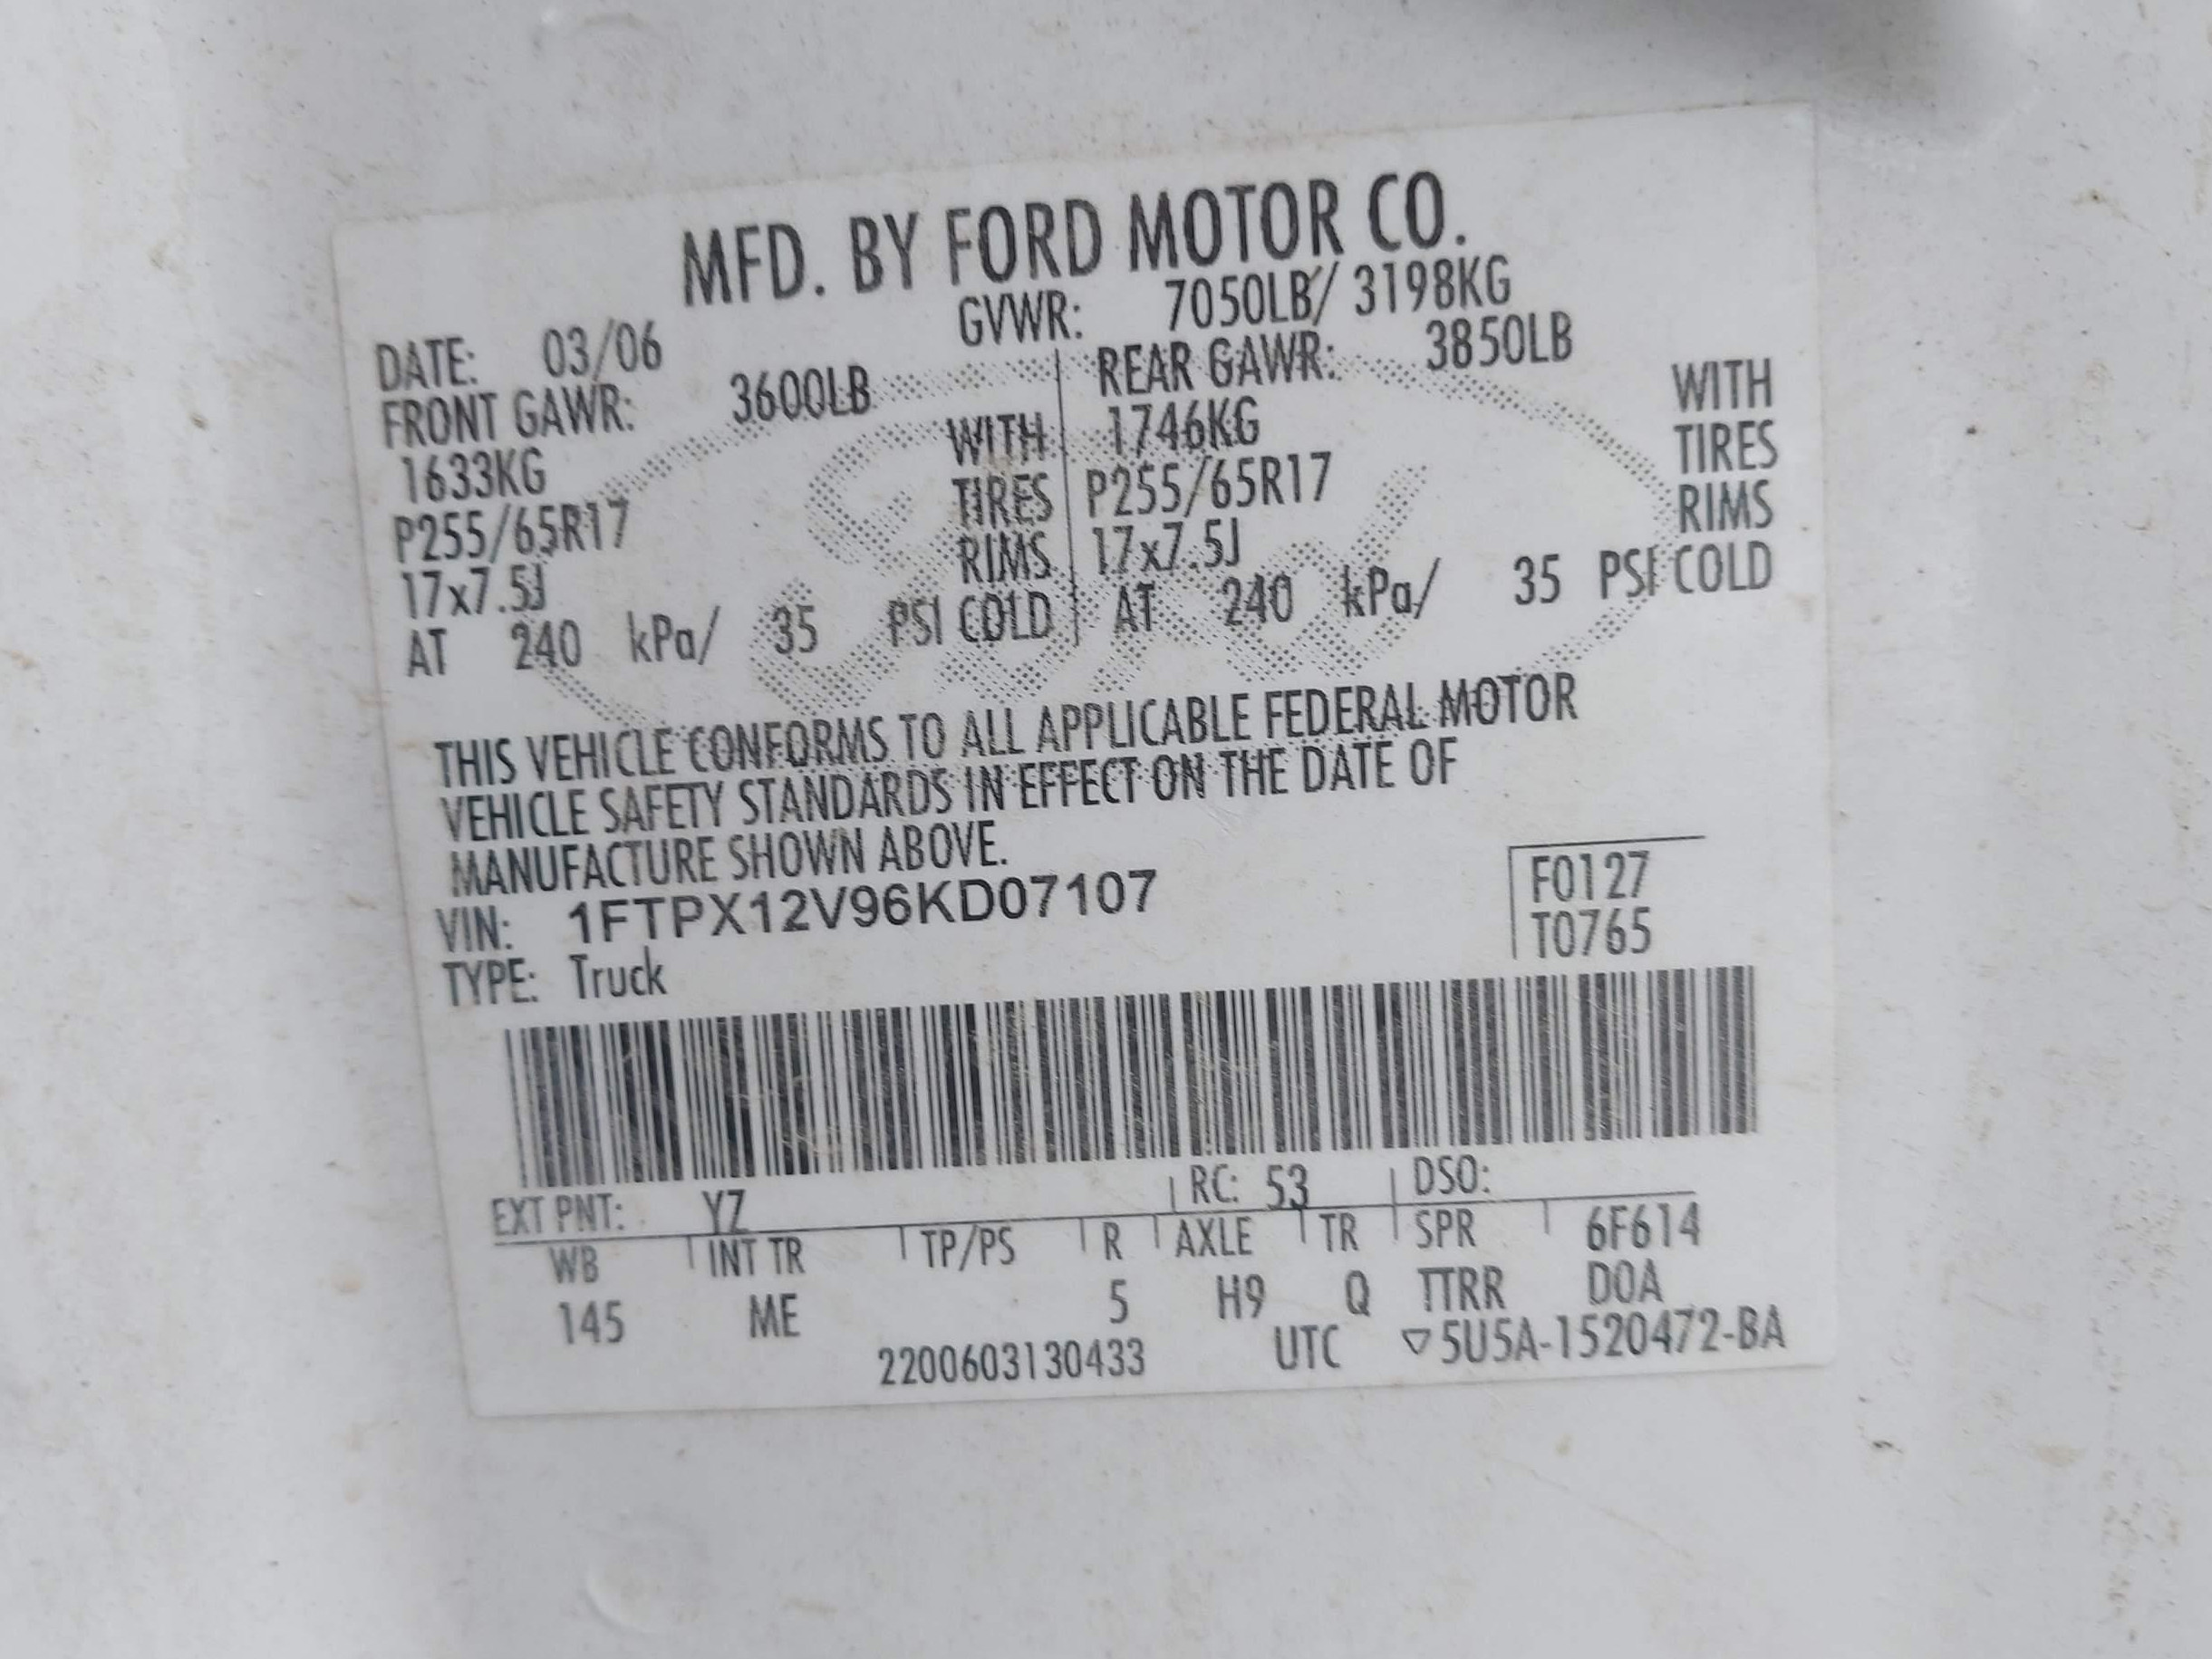 MFD. BY FORD MOTOR CO.
DATE: 03/06 GVWR: 7050LB/ 3198KG
FRONT GAWR: 3600LB REAR GAWR: 3850LB
1633KG WITH 1746KG WITH
P255/65R17 TIRES P255/65R17 TIRES
17x7.5J RIMS 17x7.5J RIMS
AT 240 kPa/ 35 PSI COLD AT 240 kPa/ 35 PSI COLD
THIS VEHICLE CONFORMS TO ALL APPLICABLE FEDERAL MOTOR
VEHICLE SAFETY STANDARDS IN EFFECT ON THE DATE OF
MANUFACTURE SHOWN ABOVE.
VIN: 1FTPX12V96KD07107
F0127
TYPE: Truck
T0765
EXT PNT: YZ RC: 53 DSO:
WB INT TR TP/PS R AXLE TR SPR 6F614
145 ME 5 H9 Q TTRR DOA
2200603130433 UTC ▽5U5A-1520472-BA